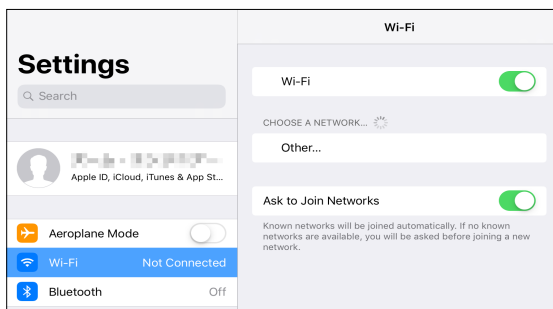 Wi-Fi
Settings
Search
Apple ID, iCloud, iTunes & App St...
Aeroplane Mode
Wi-Fi Not Connected
Bluetooth Off
Wi-Fi
CHOOSE A NETWORK...
Other...
Ask to Join Networks
Known networks will be joined automatically. If no known
networks are available, you will be asked before joining a new
network.